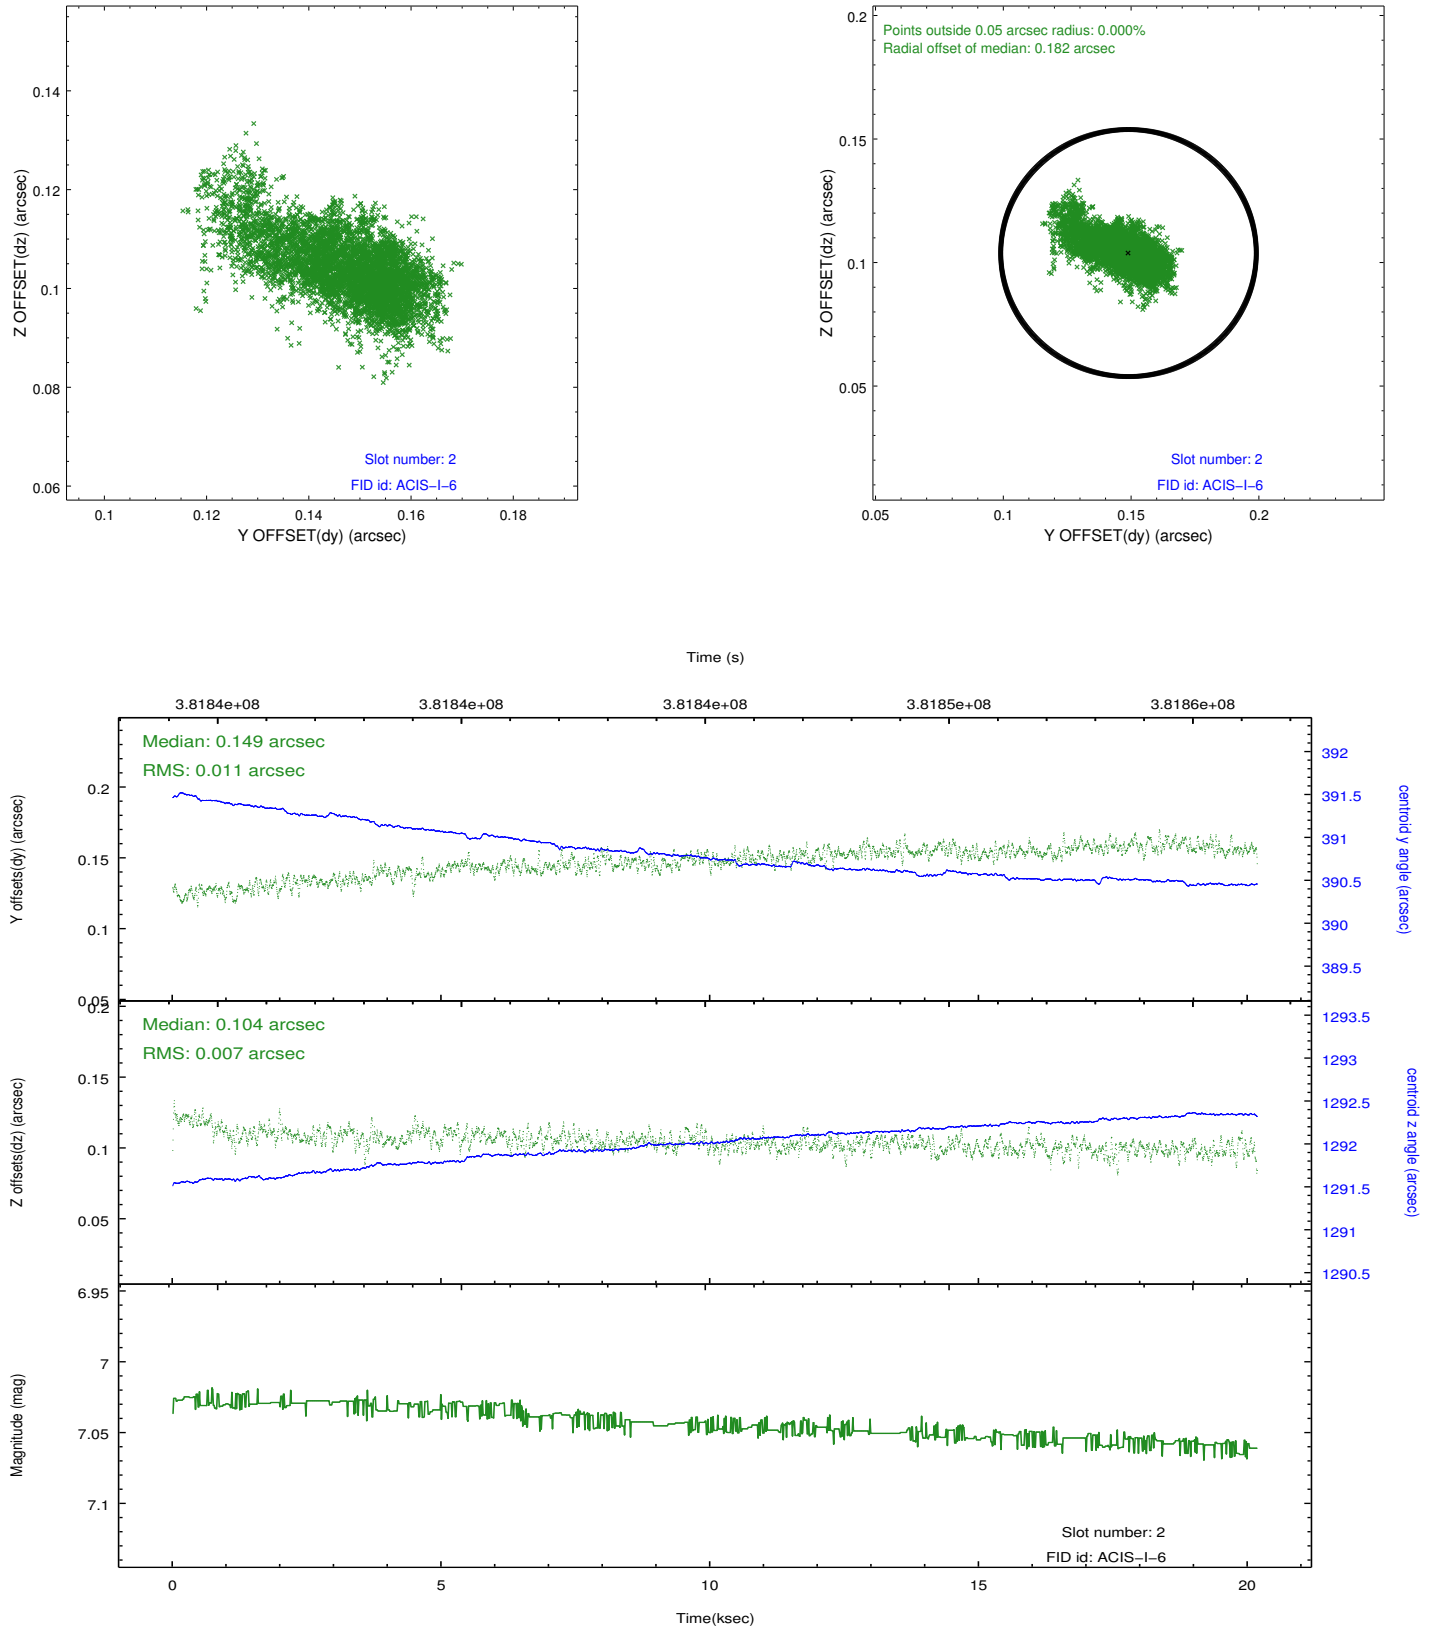 0.14
0.12
0.1
0.08
0.06
Z OFFSET(dz) (arcsec)
Slot number: 2
FID id: ACIS−I−6
0.1 0.12 0.14 0.16 0.18
Y OFFSET(dy) (arcsec)
0.2
0.15
0.1
0.05
Z OFFSET(dz) (arcsec)
Points outside 0.05 arcsec radius: 0.000%
Radial offset of median: 0.182 arcsec
Slot number: 2
FID id: ACIS−I−6
0.05 0.1 0.15 0.2
Y OFFSET(dy) (arcsec)
Time (s)
3.8184e+08 3.8184e+08 3.8184e+08 3.8185e+08 3.8186e+08
Median: 0.149 arcsec
RMS: 0.011 arcsec
0.2
0.15
0.1
0.05
Y offsets(dy) (arcsec)
392
391.5
391
390.5
390
389.5
centroid y angle (arcsec)
Median: 0.104 arcsec
RMS: 0.007 arcsec
0.2
0.15
0.1
0.05
Z offsets(dz) (arcsec)
1293.5
1293
1292.5
1292
1291.5
1291
1290.5
centroid z angle (arcsec)
6.95
7
7.05
7.1
Magnitude (mag)
Slot number: 2
FID id: ACIS−I−6
0 5 10 15 20
Time(ksec)